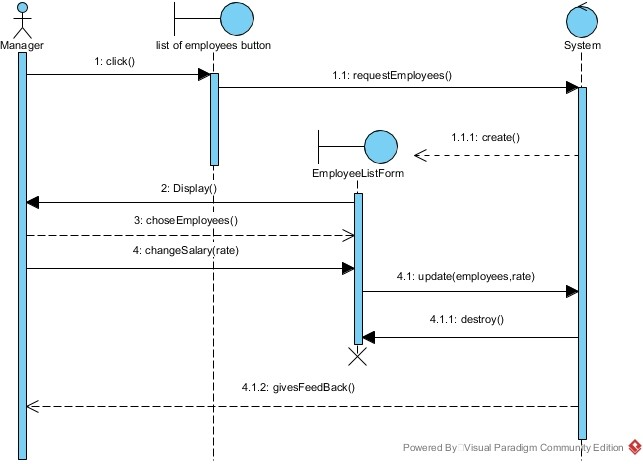 Manager
list of employees button
System
1: click()
1.1: requestEmployees()
1.1.1: create()
EmployeeListForm
2: Display()
3: choseEmployees()
4: changeSalary(rate)
4.1: update(employees,rate)
4.1.1: destroy()
4.1.2: givesFeedBack()
Powered By Visual Paradigm Community Edition